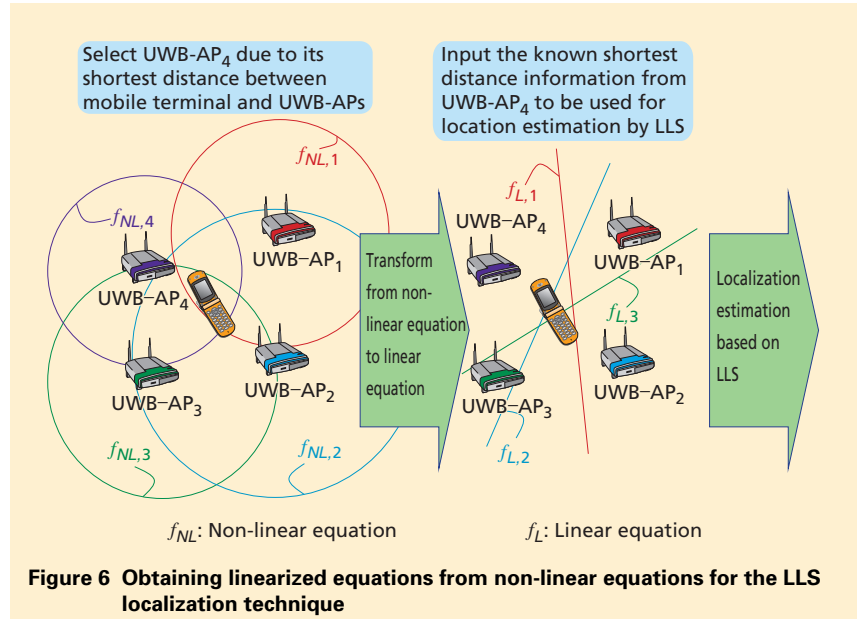 Select UWB-AP4 due to its
shortest distance between
mobile terminal and UWB-APs
Input the known shortest
distance information from
UWB-AP4 to be used for
location estimation by LLS
fNL,1
fNL,4
UWB–AP1
UWB–AP4
UWB–AP3
UWB–AP2
fNL,3
fNL,2
Transform
from non-
linear equation
to linear
equation
fL,1
UWB–AP4
UWB–AP1
fL,3
UWB–AP3
UWB–AP2
fL,2
Localization
estimation
based on
LLS
fNL: Non-linear equation
fL: Linear equation
Figure 6 Obtaining linearized equations from non-linear equations for the LLS
localization technique